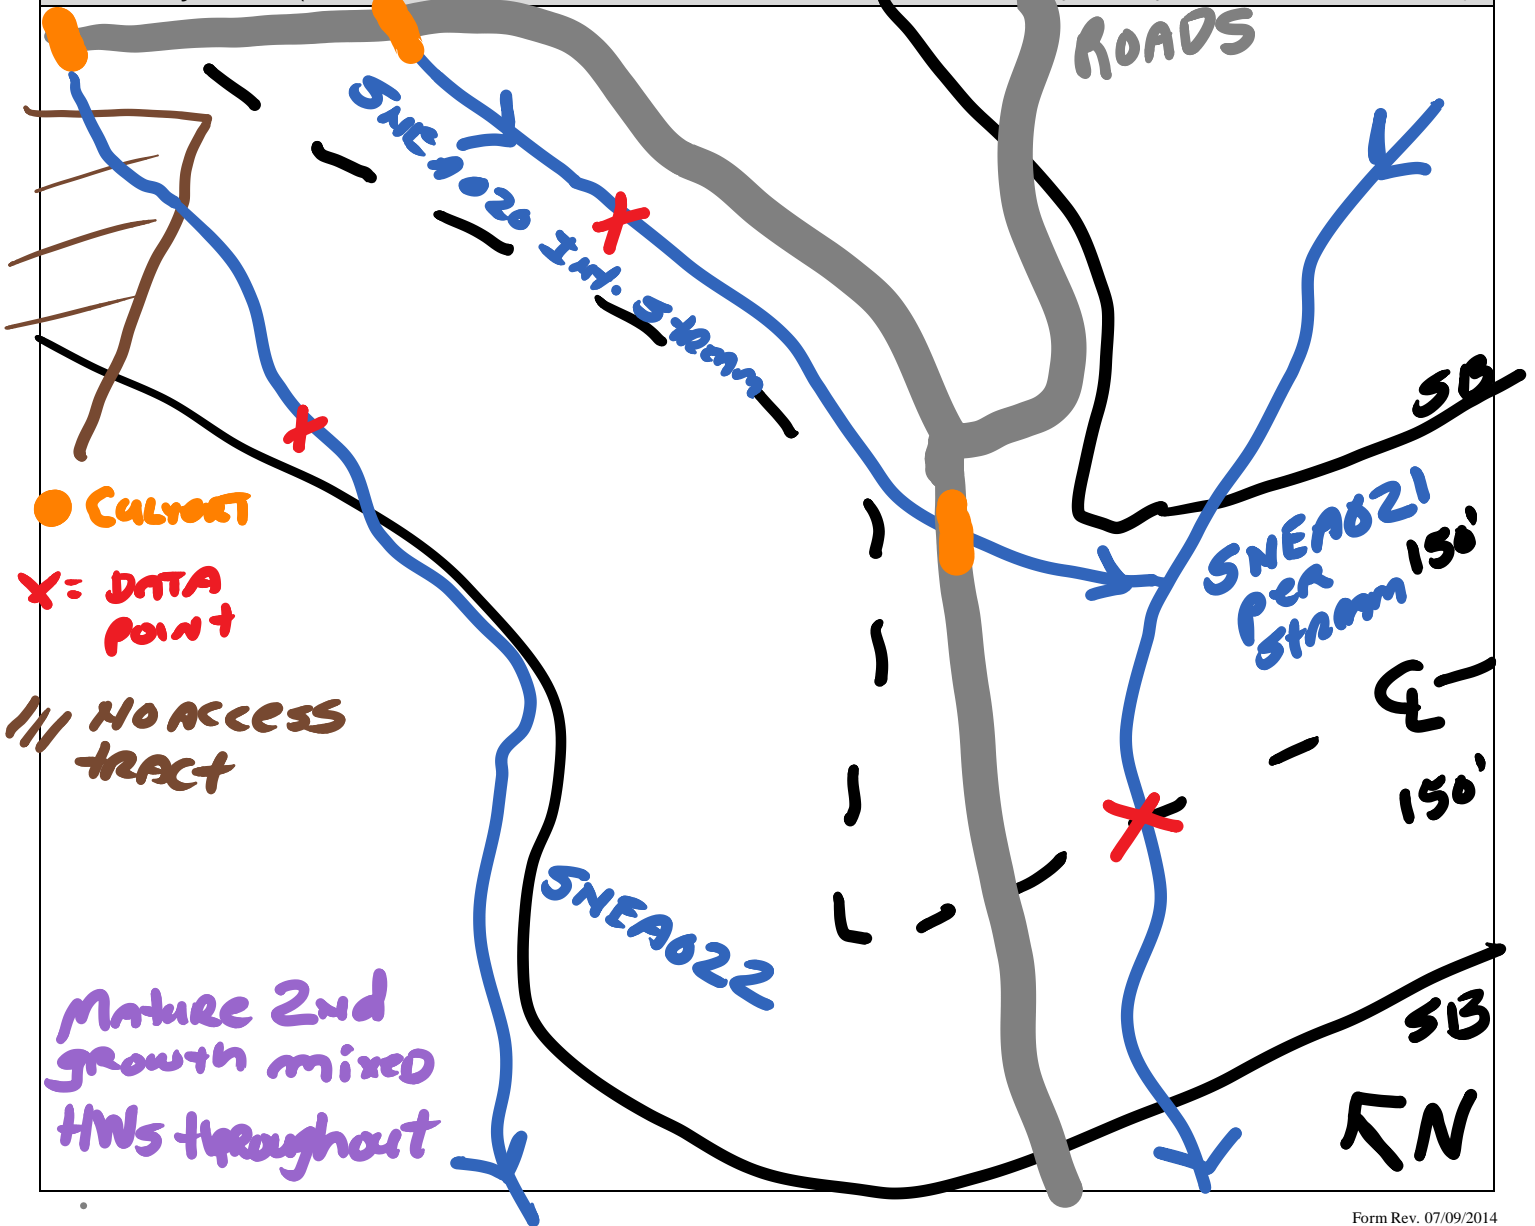 ROADS
SNEA020 Int. Stream
SB
CULVERT
SNEA021
per
Stream
150'
X = DATA
point
℄
/// NO ACCESS
tRACt
150'
SNEA022
Mature 2nd
growth mixed
HWs throughout
SB
N
Form Rev. 07/09/2014